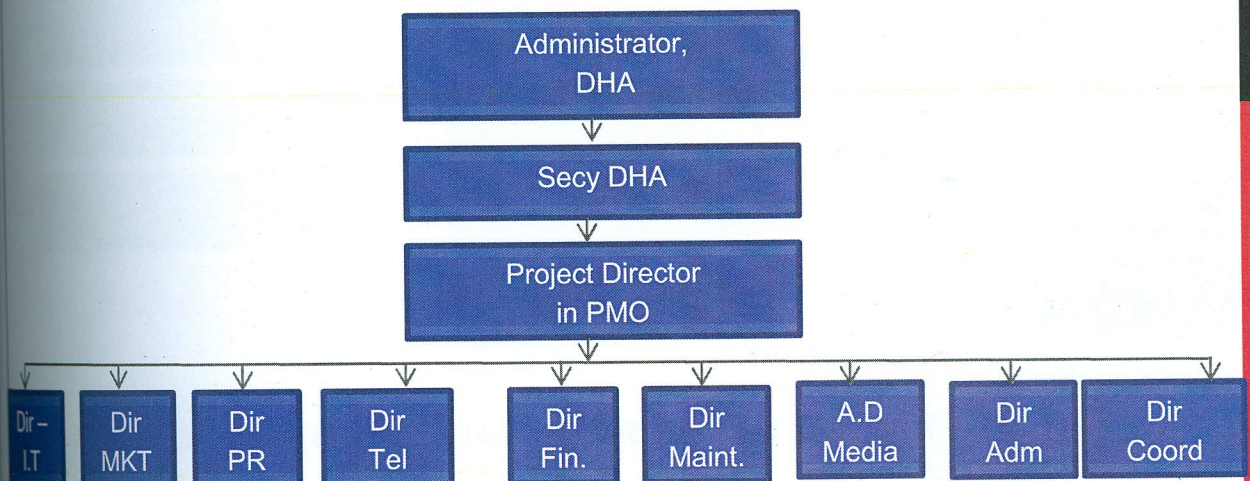 Administrator,
DHA
Secy DHA
Project Director
in PMO
Dir –
I.T
Dir
MKT
Dir
PR
Dir
Tel
Dir
Fin.
Dir
Maint.
A.D
Media
Dir
Adm
Dir
Coord